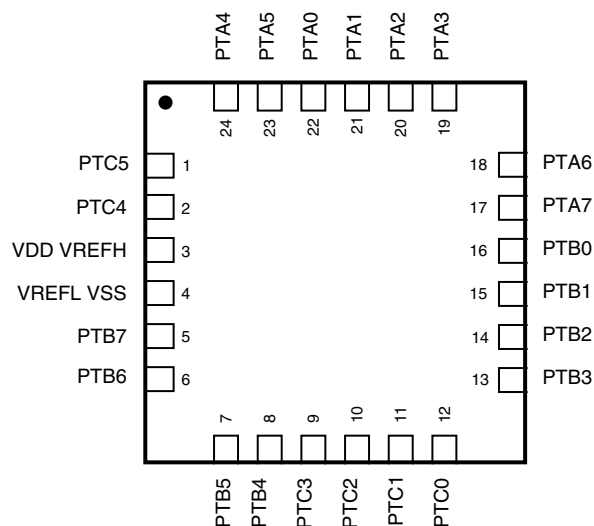 PTA4 PTA5 PTA0 PTA1 PTA2 PTA3
24 23 22 21 20 19
PTC5 1 18 PTA6
PTC4 2 17 PTA7
VDD VREFH 3 16 PTB0
VREFL VSS 4 15 PTB1
PTB7 5 14 PTB2
PTB6 6 13 PTB3
7 8 9 10 11 12
PTB5 PTB4 PTC3 PTC2 PTC1 PTC0